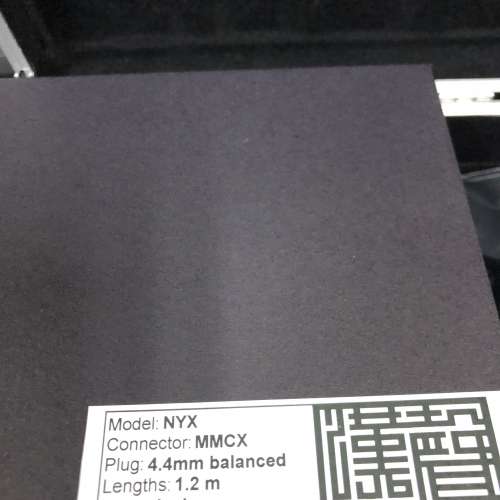 Model: NYX
Connector: MMCX
Plug: 4.4mm balanced
Lengths: 1.2 m